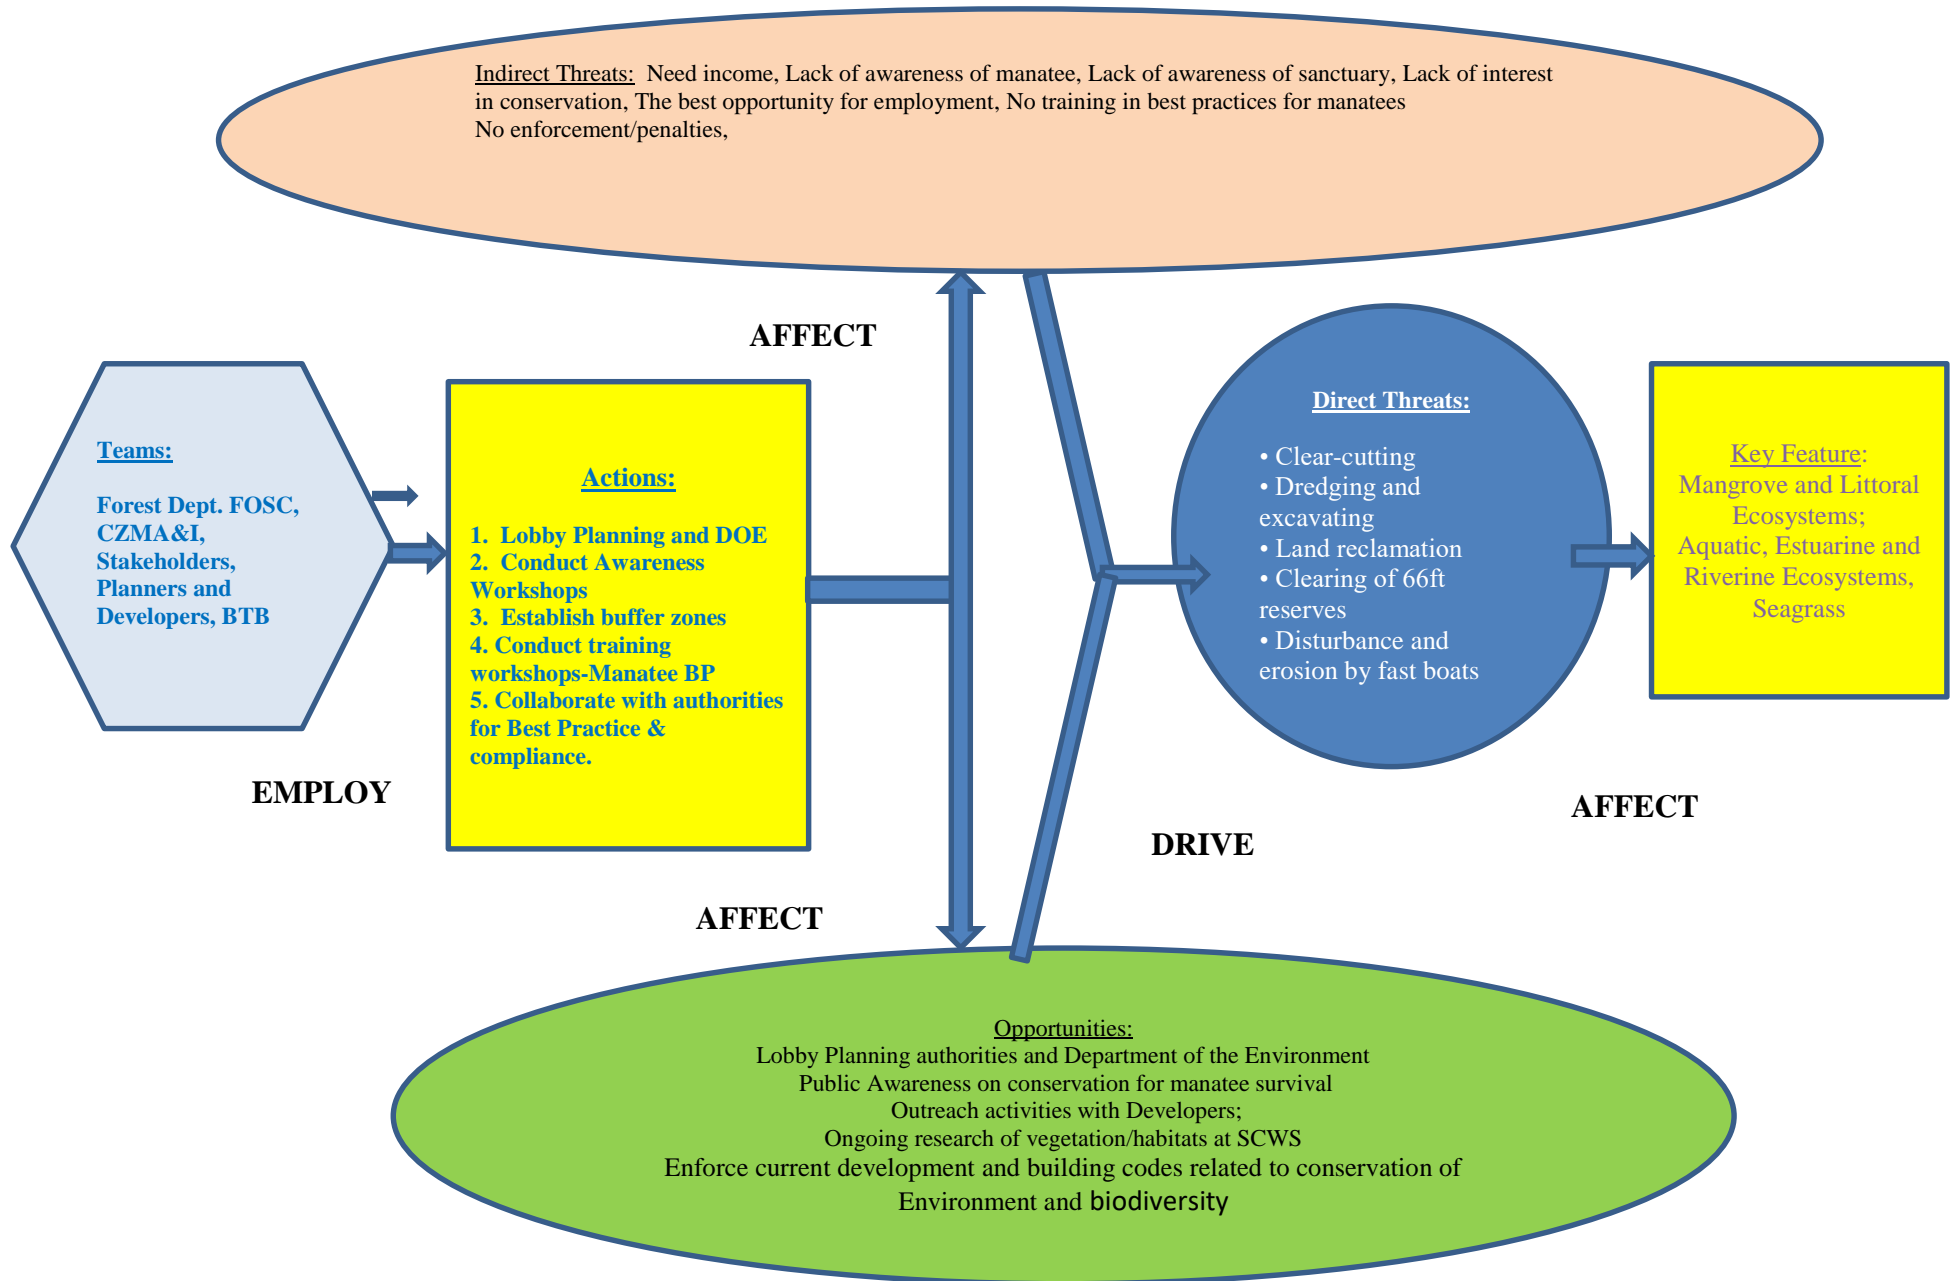 Indirect Threats: Need income, Lack of awareness of manatee, Lack of awareness of sanctuary, Lack of interest
in conservation, The best opportunity for employment, No training in best practices for manatees
No enforcement/penalties,
AFFECT
Teams:
Forest Dept. FOSC,
CZMA&I,
Stakeholders,
Planners and
Developers, BTB
EMPLOY
Actions:
1. Lobby Planning and DOE
2. Conduct Awareness
Workshops
3. Establish buffer zones
4. Conduct training
workshops-Manatee BP
5. Collaborate with authorities
for Best Practice &
compliance.
AFFECT
DRIVE
Direct Threats:
• Clear-cutting
• Dredging and
excavating
• Land reclamation
• Clearing of 66ft
reserves
• Disturbance and
erosion by fast boats
AFFECT
Key Feature:
Mangrove and Littoral
Ecosystems;
Aquatic, Estuarine and
Riverine Ecosystems,
Seagrass
Opportunities:
Lobby Planning authorities and Department of the Environment
Public Awareness on conservation for manatee survival
Outreach activities with Developers;
Ongoing research of vegetation/habitats at SCWS
Enforce current development and building codes related to conservation of
Environment and biodiversity